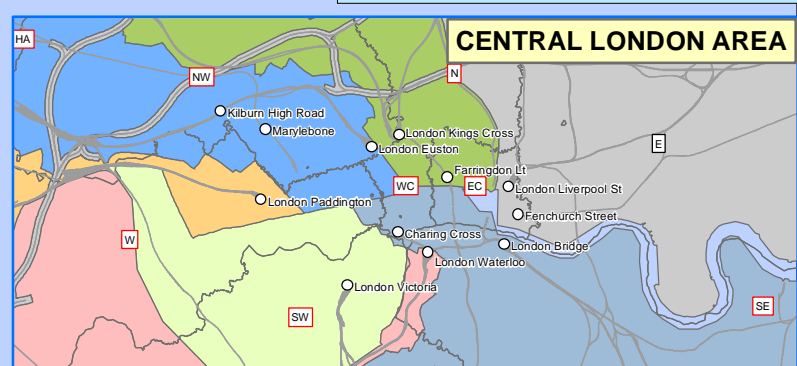 CENTRAL LONDON AREA
HA
NW
N
Kilburn High Road
Marylebone
London Kings Cross
London Euston
E
Farringdon Lt
WC
EC
London Liverpool St
London Paddington
Fenchurch Street
Charing Cross
W
London Bridge
London Waterloo
London Victoria
SE
SW